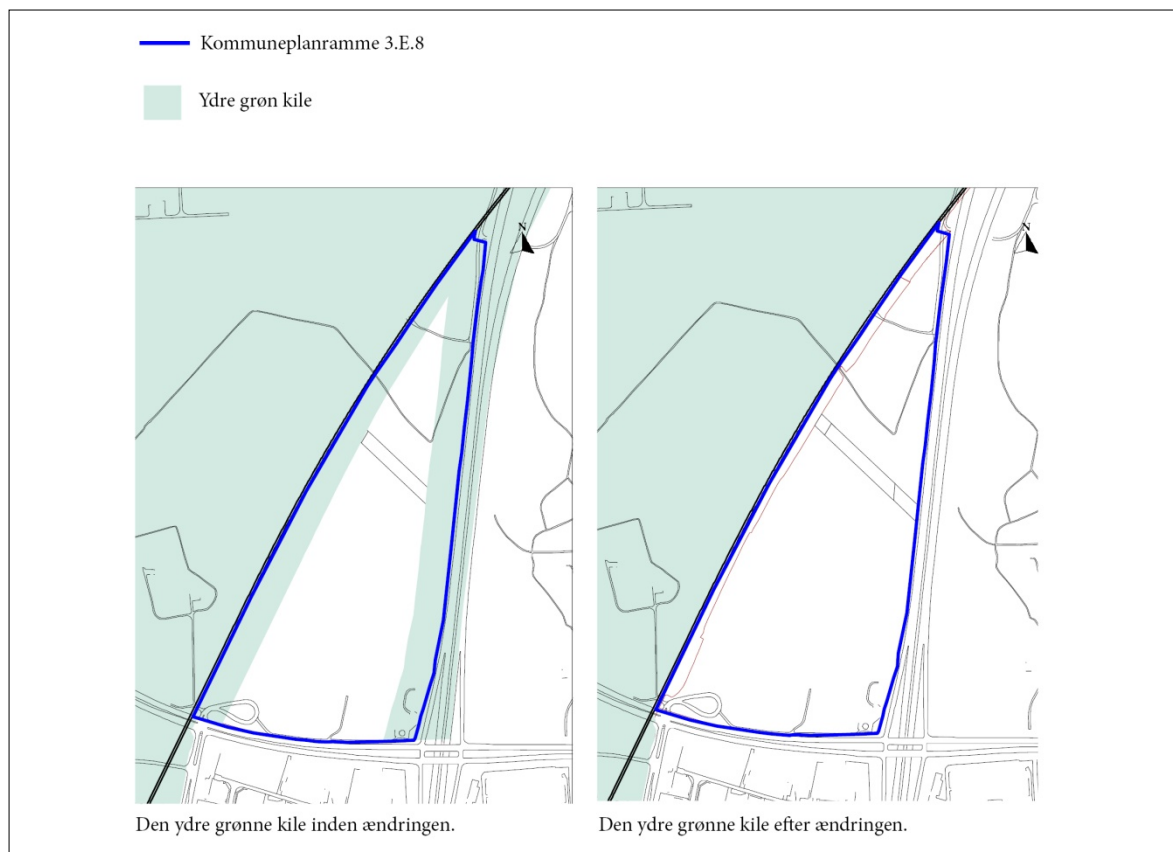 Kommuneplanramme 3.E.8
Ydre grøn kile
N
N
Den ydre grønne kile inden ændringen.
Den ydre grønne kile efter ændringen.